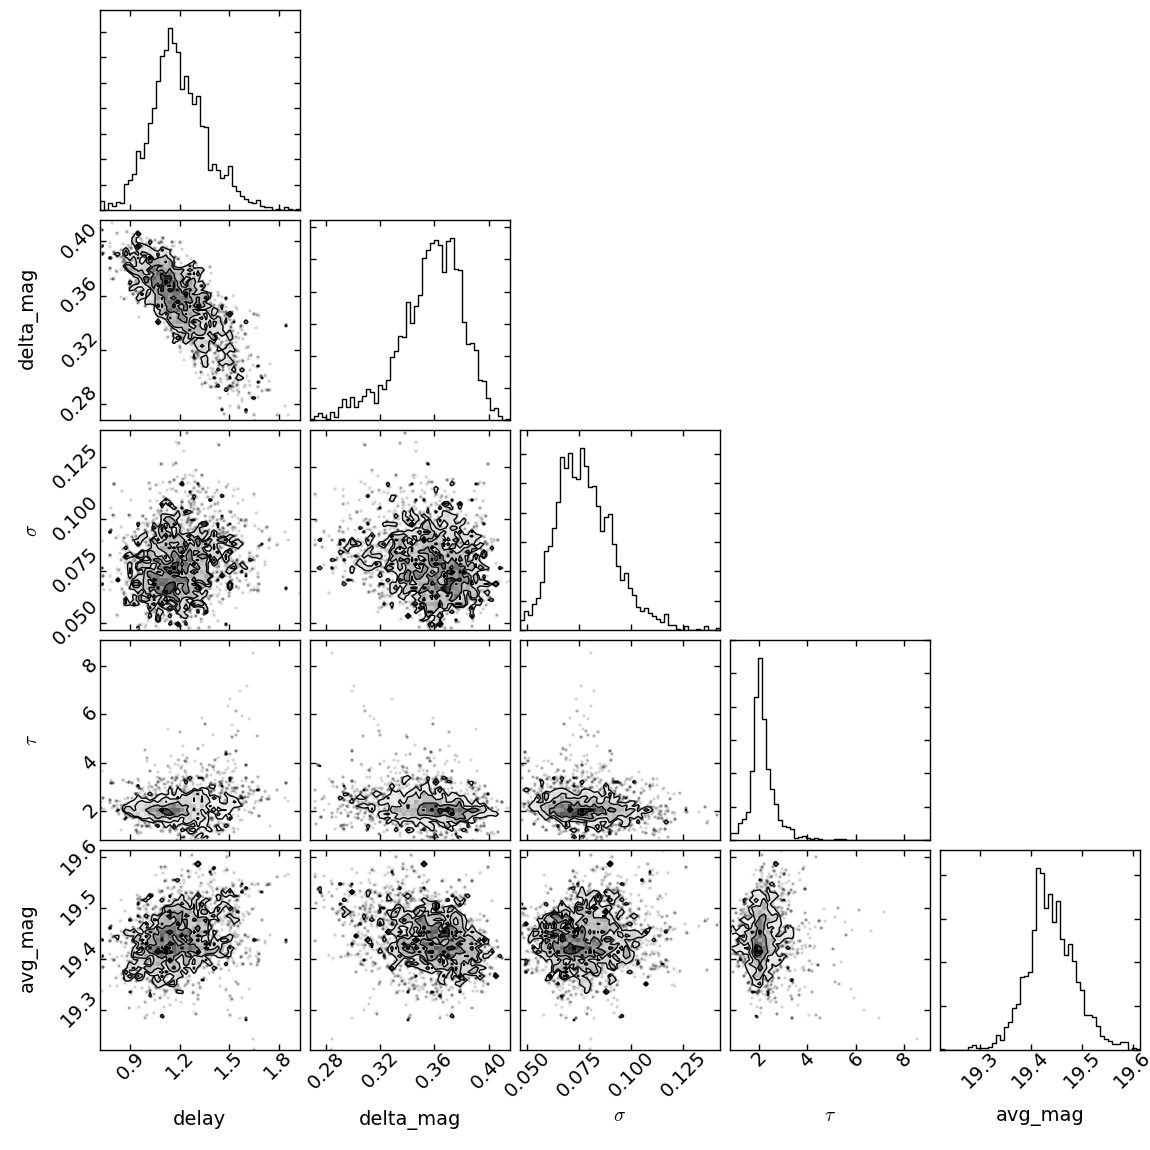 0.40
0.36
0.32
0.28
delta_mag
0.125
0.100
0.075
0.050
σ
8
6
4
2
τ
19.6
19.5
19.4
19.3
avg_mag
0.9 1.2 1.5 1.8
0.28 0.32 0.36 0.40
0.050 0.075 0.100 0.125
2 4 6 8
19.3 19.4 19.5 19.6
delay delta_mag σ τ avg_mag